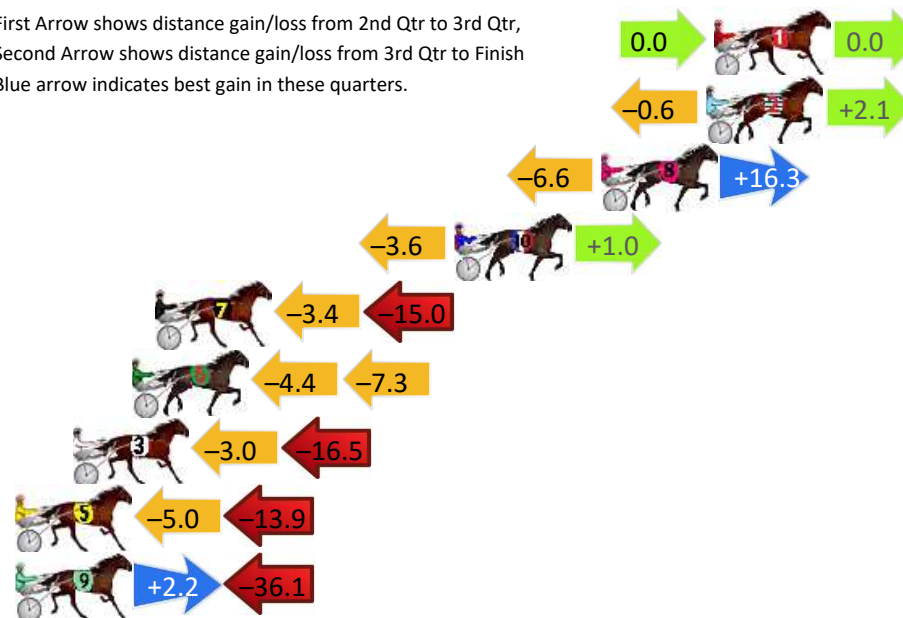 First Arrow shows distance gain/loss from 2nd Qtr to 3rd Qtr,
Second Arrow shows distance gain/loss from 3rd Qtr to Finish
Blue arrow indicates best gain in these quarters.
0.0 1 0.0
–0.6 2 +2.1
–6.6 8 +16.3
–3.6 10 +1.0
7 –3.4 –15.0
–4.4 –7.3
3 –3.0 –16.5
5 –5.0 –13.9
9 +2.2 –36.1